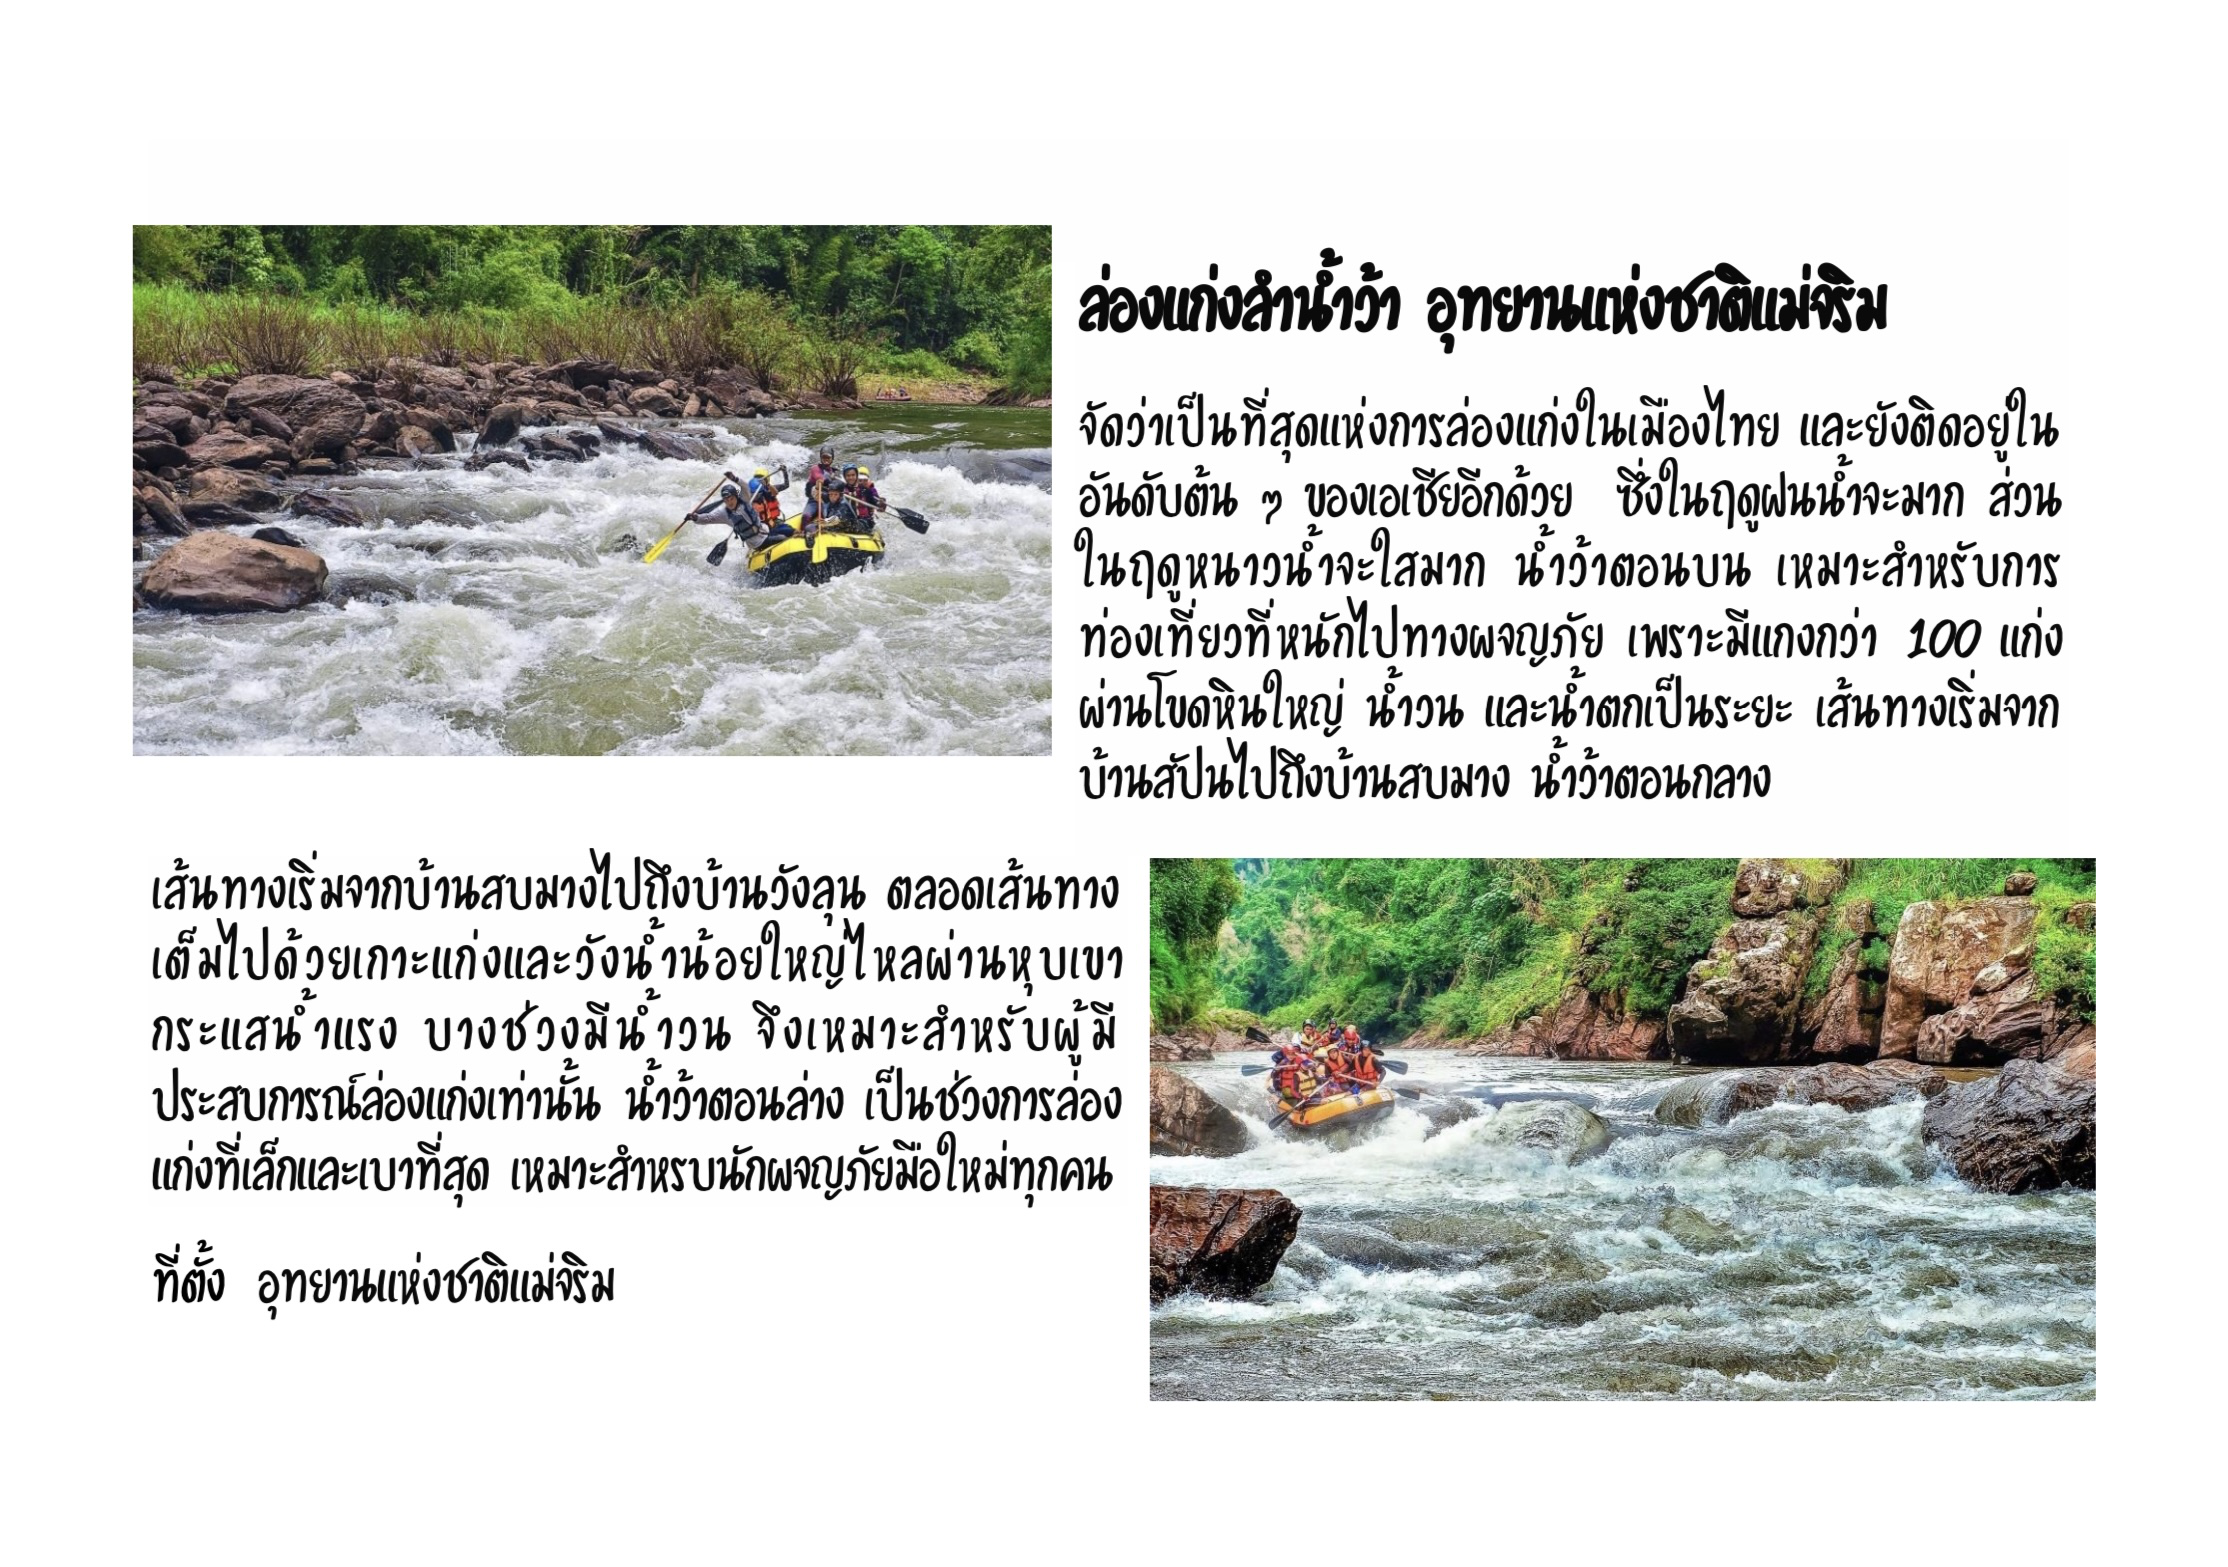 ล่องแก่งลำน้ำว้า อุทยานแห่งชาติแม่จริม
จัดว่าเป็นที่สุดแห่งการล่องแก่งในเมืองไทย และยังติดอยู่ใน
อันดับต้น ๆ ของเอเชียอีกด้วย ซึ่งในฤดูฝนน้ำจะมาก ส่วน
ในฤดูหนาวน้ำจะใสมาก น้ำว้าตอนบน เหมาะสำหรับการ
ท่องเที่ยวที่หนักไปทางผจญภัย เพราะมีแกงกว่า 100 แก่ง
ผ่านโขดหินใหญ่ น้ำวน และน้ำตกเป็นระยะ เส้นทางเริ่มจาก
บ้านสัปันไปถึงบ้านสบมาง น้ำว้าตอนกลาง
เส้นทางเริ่มจากบ้านสบมางไปถึงบ้านวังลุน ตลอดเส้นทาง
เต็มไปด้วยเกาะแก่งและวังน้ำน้อยใหญ่ไหลผ่านหุบเขา
กระแสน้ำแรง บางช่วงมีน้ำวน จึงเหมาะสำหรับผู้มี
ประสบการณ์ล่องแก่งเท่านั้น น้ำว้าตอนล่าง เป็นช่วงการล่อง
แก่งที่เล็กและเบาที่สุด เหมาะสำหรบนักผจญภัยมือใหม่ทุกคน
ที่ตั้ง อุทยานแห่งชาติแม่จริม